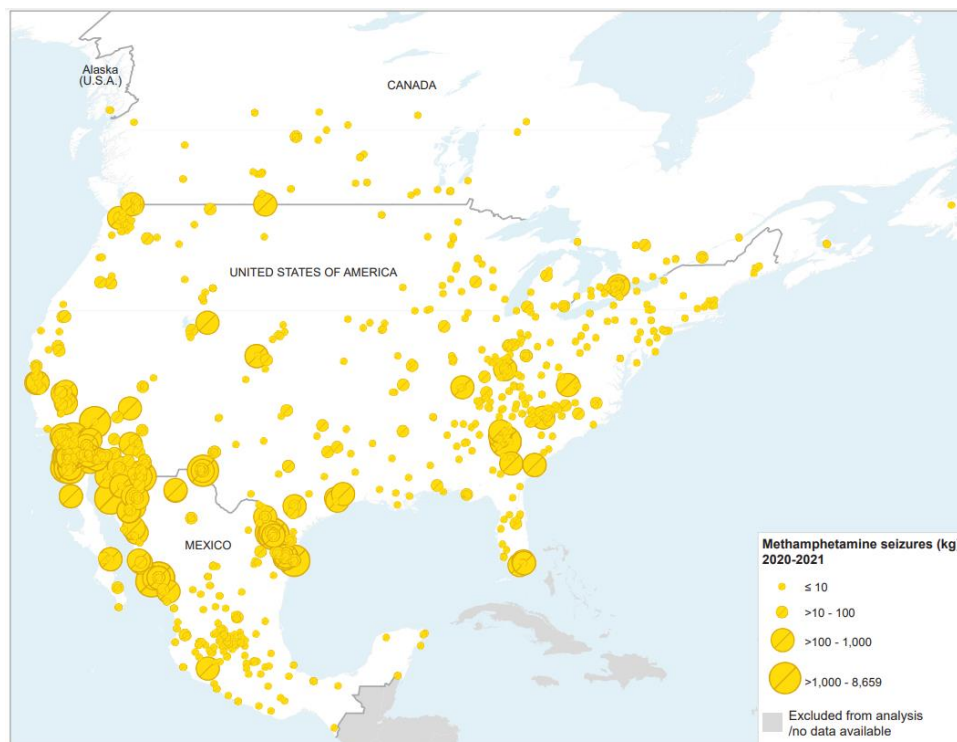 Alaska
(U.S.A.)
CANADA
UNITED STATES OF AMERICA
MEXICO
Methamphetamine seizures (kg)
2020-2021
≤ 10
>10 - 100
>100 - 1,000
>1,000 - 8,659
Excluded from analysis
/no data available